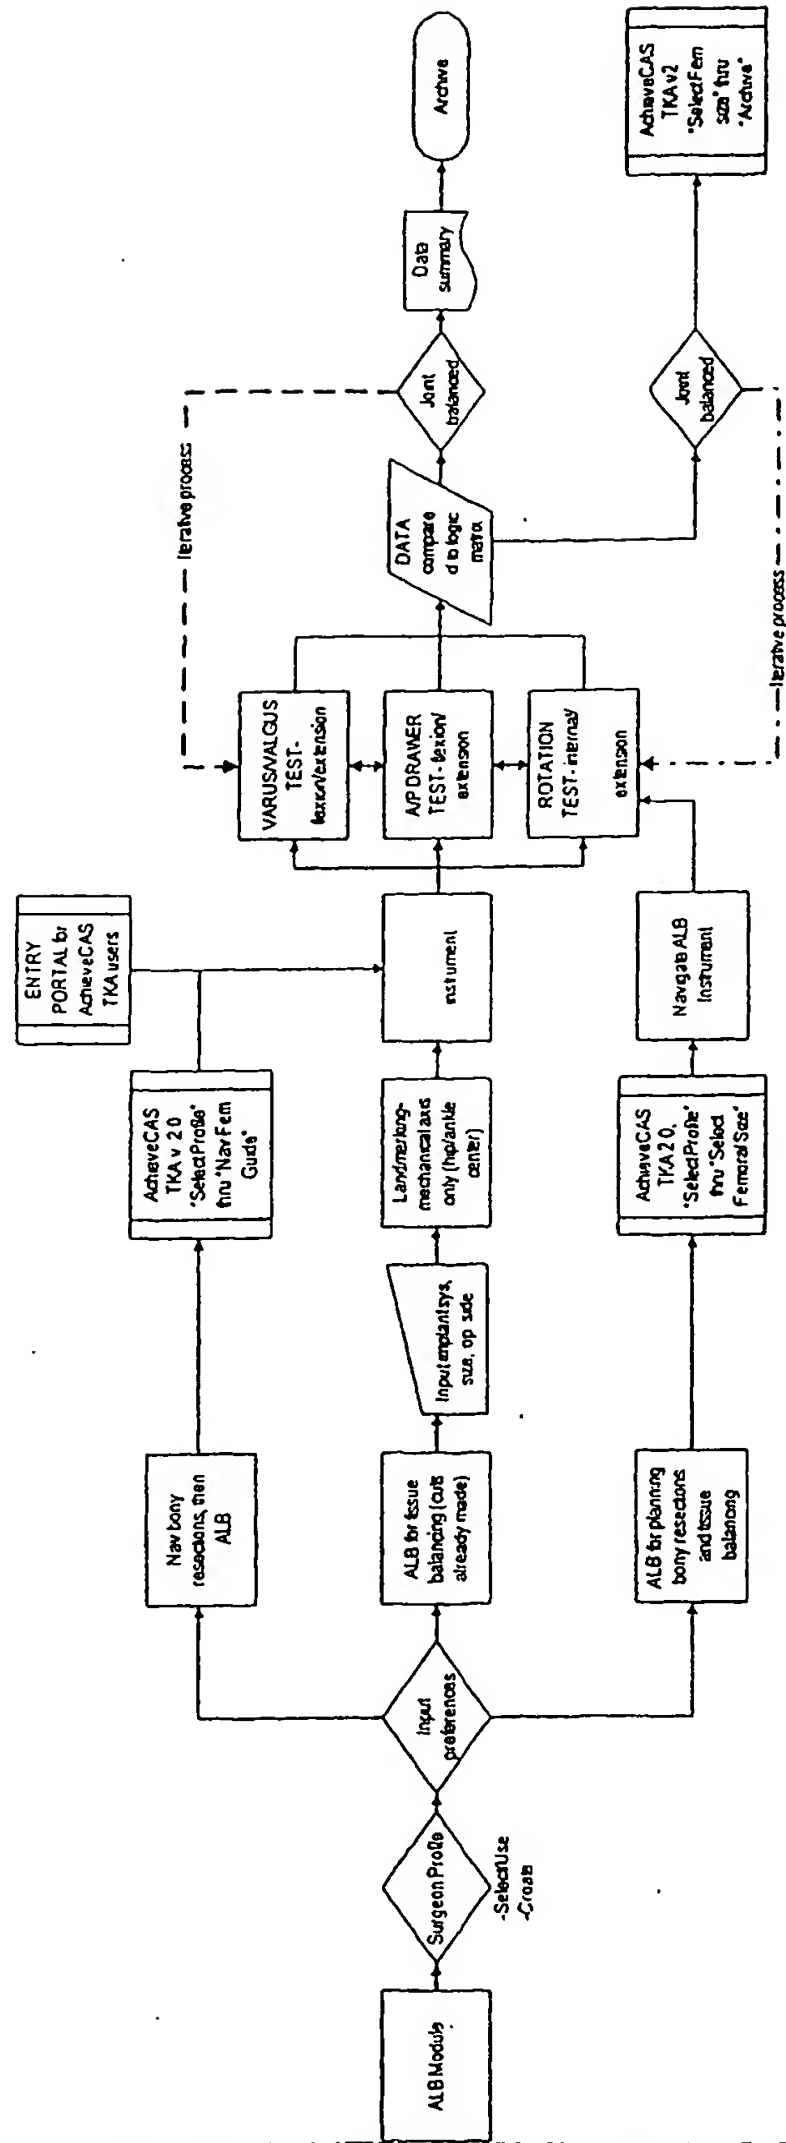 ALB Module
Surgeon Profile
-Select/Use
-Create
Input
preferences
Nav bony
resections, then
ALB
AchieveCAS
TKA v 2.0
"Select Profile"
thru "Nav Fem
Guide"
ENTRY
PORTAL for
AchieveCAS
TKA users
ALB for tissue
balancing (cuts
already made)
Input implant sys,
size, op side
Landmarking-
mechanical axis
only (hip/ankle
center)
instrument
ALB for planning
bony resections
and tissue
balancing
AchieveCAS
TKA 2.0,
"Select Profile"
thru "Select
Femoral Size"
Navigate ALB
Instrument
VARUS/VALGUS
TEST-
flexion/extension
A/P DRAWER
TEST- flexion/
extension
ROTATION
TEST- internal/
extension
Iterative process
Iterative process
DATA
compare
d to logic
matrix
Joint
balanced
Data
summary
Archive
Joint
balanced
AchieveCAS
TKA v2
"Select Fem
size" thru
"Archive"